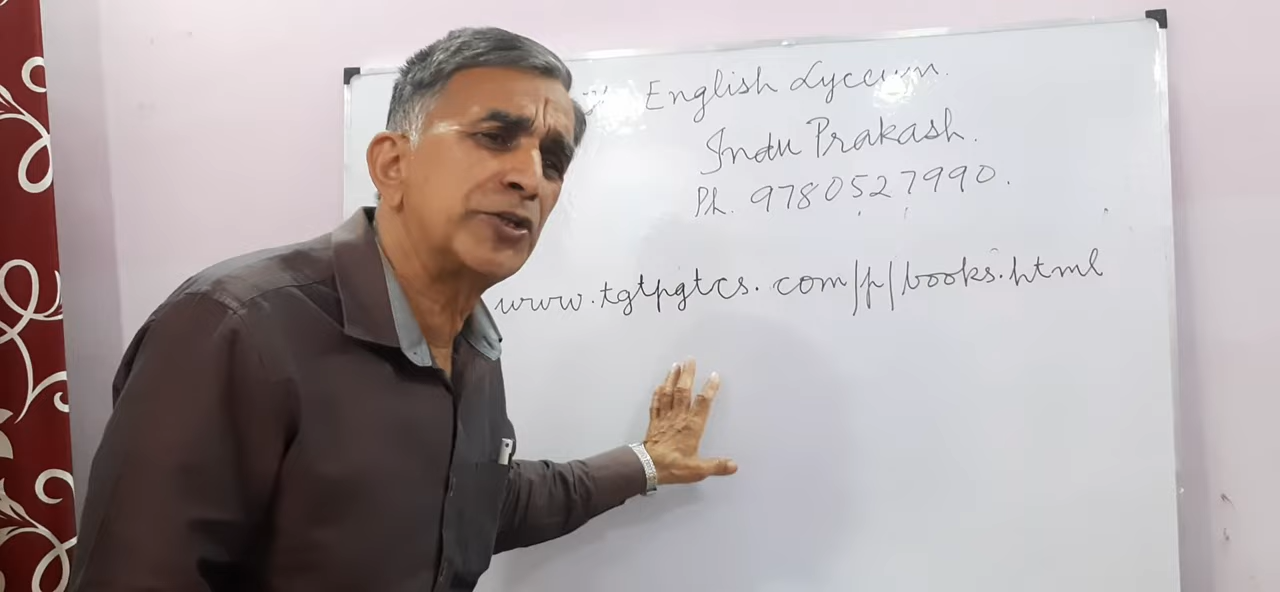 English Lyceum.
Indu Prakash.
Ph. 9780527990.
www.tgtpgtcs.com/p/books.html